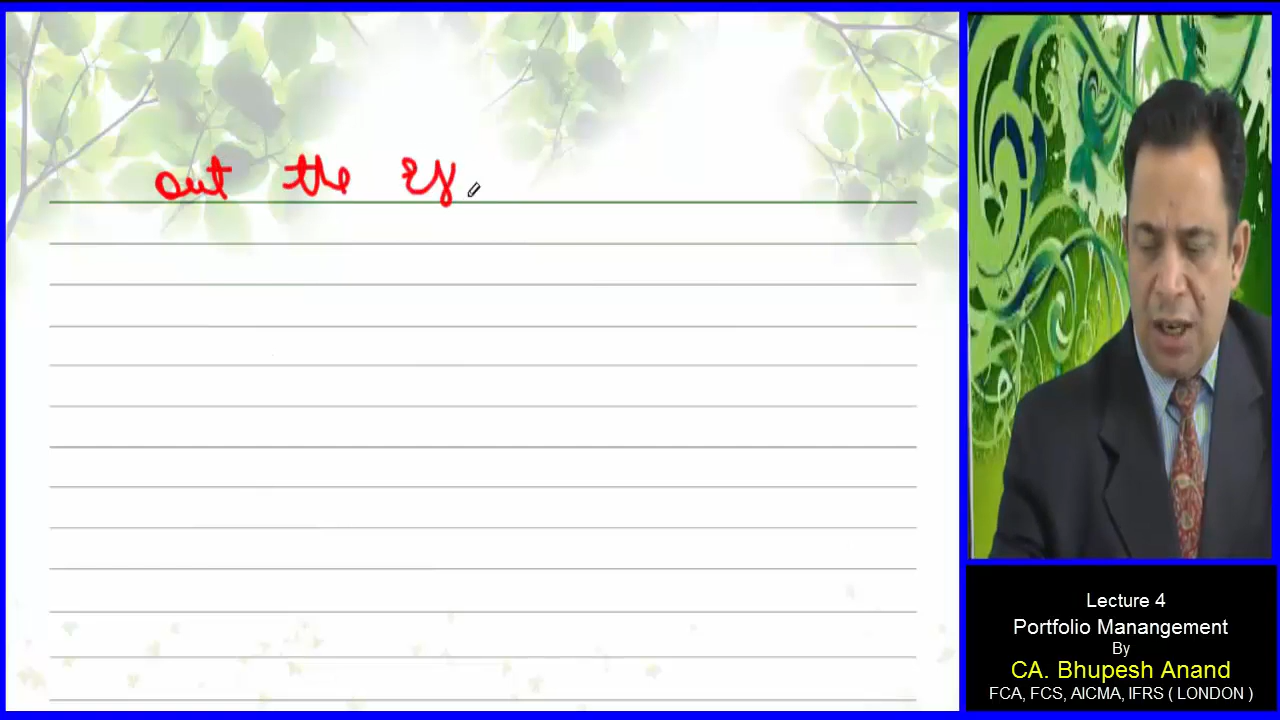 out the
Lecture 4
Portfolio Manangement
By
CA. Bhupesh Anand
FCA, FCS, AICMA, IFRS ( LONDON )